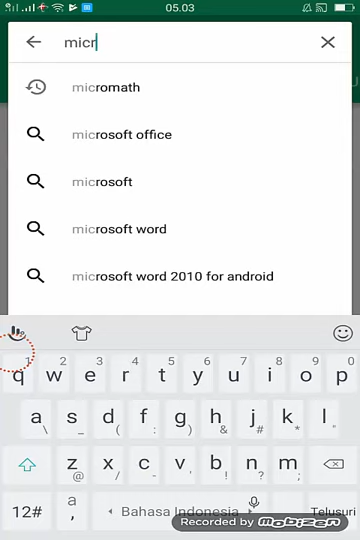 05.03
micr
micromath
microsoft office
microsoft
microsoft word
microsoft word 2010 for android
1 2 3 4 5 6 7 8 9 0
q w e r t y u i o p
a s d f g h j k l
\ _ ( : ) & # * "
z x c v b n m
@ / - ' ! ? ;
12# a , Bahasa Indonesia Telusuri
Recorded by mobizen